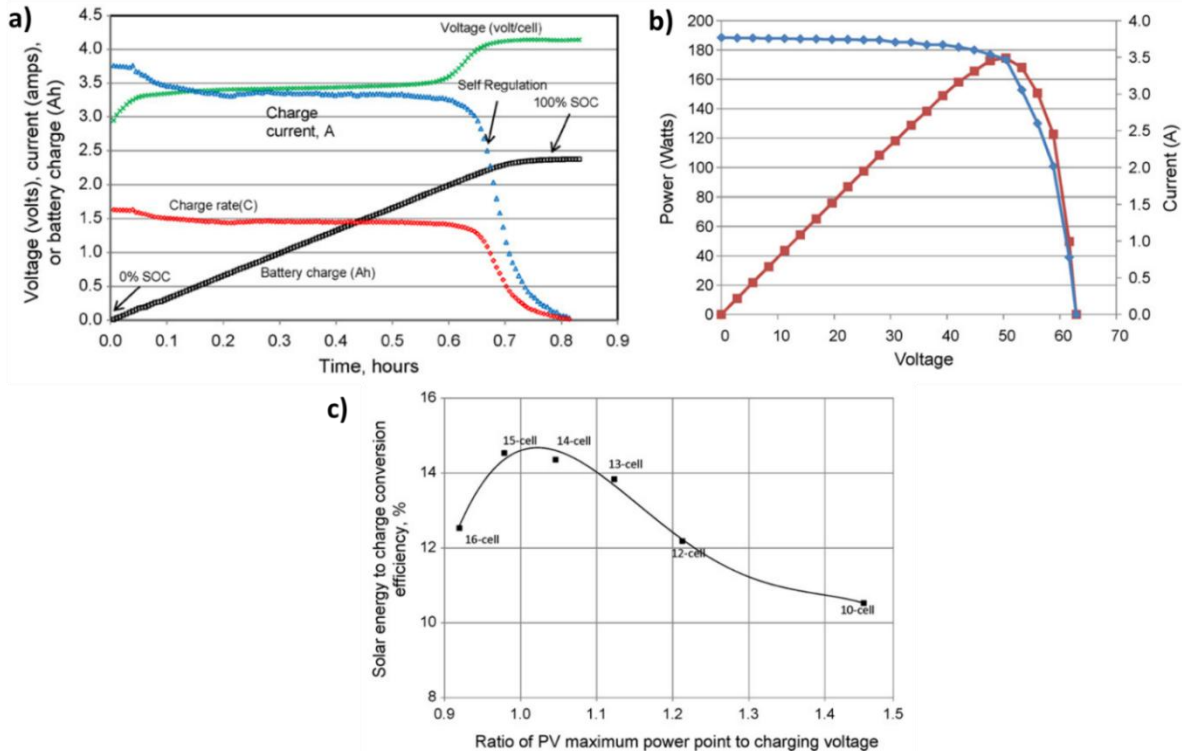 a)
Voltage (volts), current (amps),
or battery charge (Ah)
4.5
4.0
3.5
3.0
2.5
2.0
1.5
1.0
0.5
0.0
Voltage (volt/cell)
Self Regulation
Charge
current, A
100% SOC
Charge rate(C)
Battery charge (Ah)
0% SOC
0.0 0.1 0.2 0.3 0.4 0.5 0.6 0.7 0.8 0.9
Time, hours
b)
Power (Watts)
200
180
160
140
120
100
80
60
40
20
0
4.0
3.5
3.0
2.5
2.0
1.5
1.0
0.5
0.0
Current (A)
0 10 20 30 40 50 60 70
Voltage
c)
Solar energy to charge conversion
efficiency, %
16
14
12
10
8
15-cell
14-cell
13-cell
16-cell
12-cell
10-cell
0.9 1.0 1.1 1.2 1.3 1.4 1.5
Ratio of PV maximum power point to charging voltage